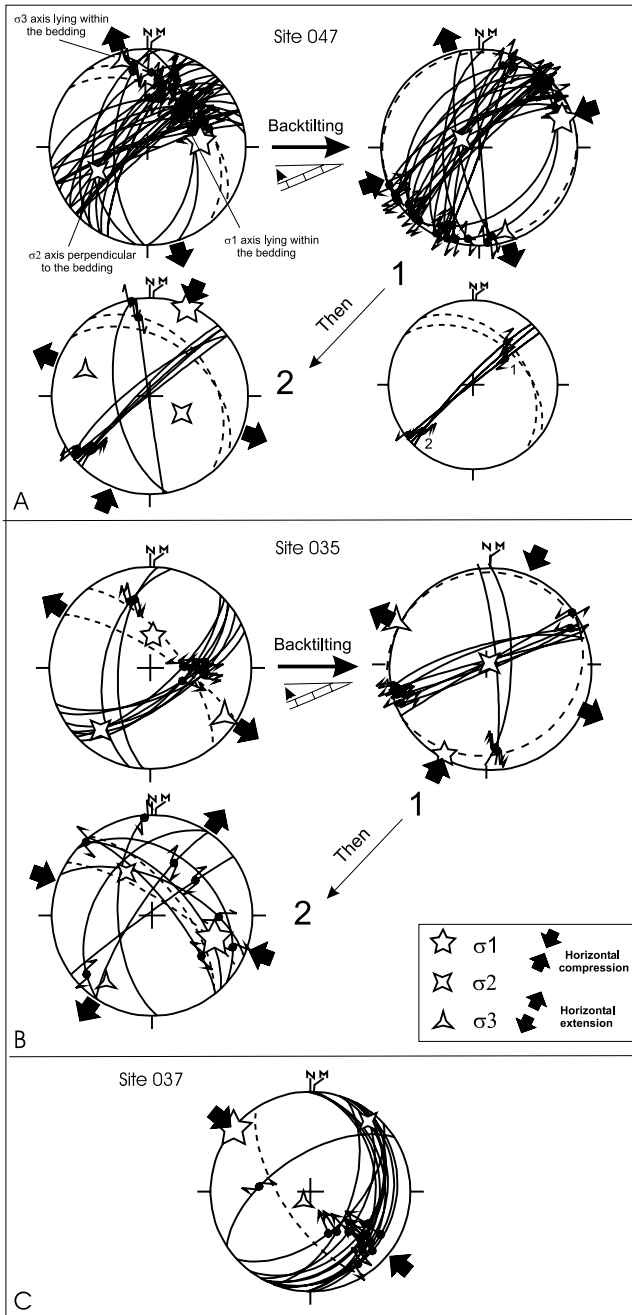 Site 047
σ3 axis lying within
the bedding
N M
N M
Backtilting
σ2 axis perpendicular
to the bedding
σ1 axis lying within
the bedding
1
Then
2
N M
N M
1
2
A
Site 035
N M
N M
Backtilting
1
Then
2
N M
σ1
σ2
σ3
Horizontal
compression
Horizontal
extension
B
Site 037
N M
C